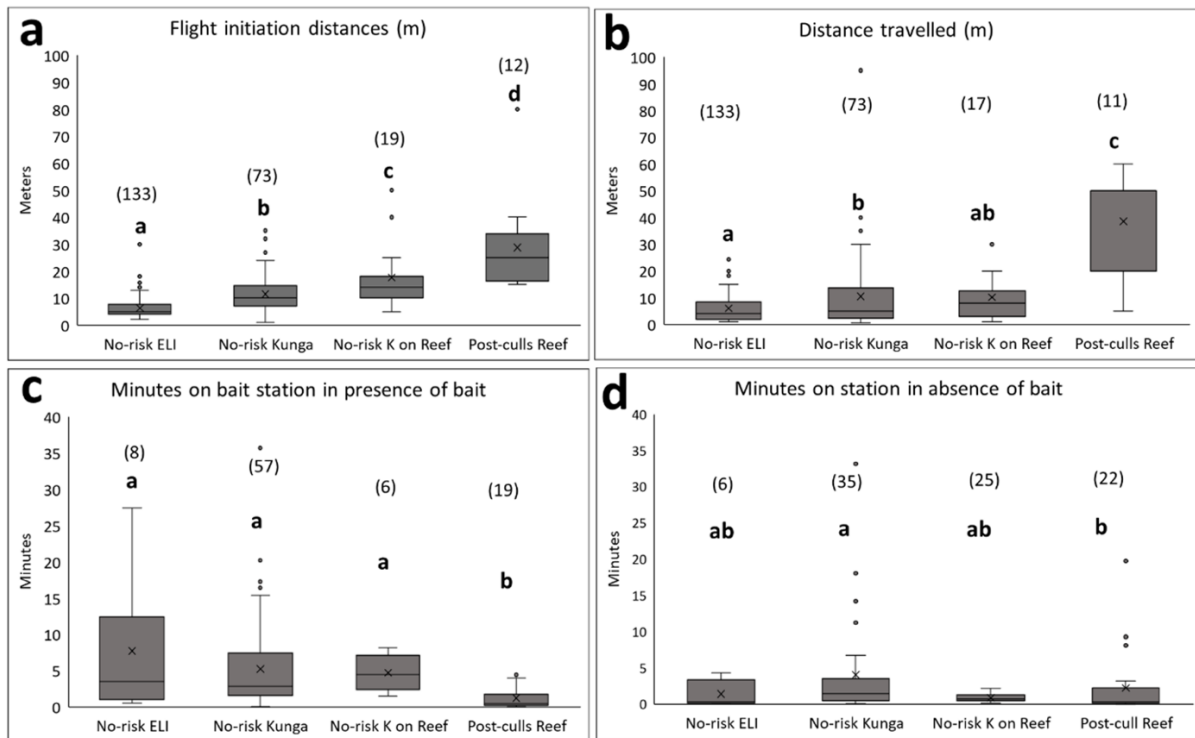 a Flight initiation distances (m)
100
90
80
70
60
50
40
30
20
10
0
Meters
(133)
a
(73)
b
(19)
c
(12)
d
No-risk ELI No-risk Kunga No-risk K on Reef Post-culls Reef
b Distance travelled (m)
100
90
80
70
60
50
40
30
20
10
0
Meters
(133)
a
(73)
b
(17)
ab
(11)
c
No-risk ELI No-risk Kunga No-risk K on Reef Post-culls Reef
c Minutes on bait station in presence of bait
40
35
30
25
20
15
10
5
0
Minutes
(8)
a
(57)
a
(6)
a
(19)
b
No-risk ELI No-risk Kunga No-risk K on Reef Post-culls Reef
d Minutes on station in absence of bait
40
35
30
25
20
15
10
5
0
Minutes
(6)
ab
(35)
a
(25)
ab
(22)
b
No-risk ELI No-risk Kunga No-risk K on Reef Post-cull Reef